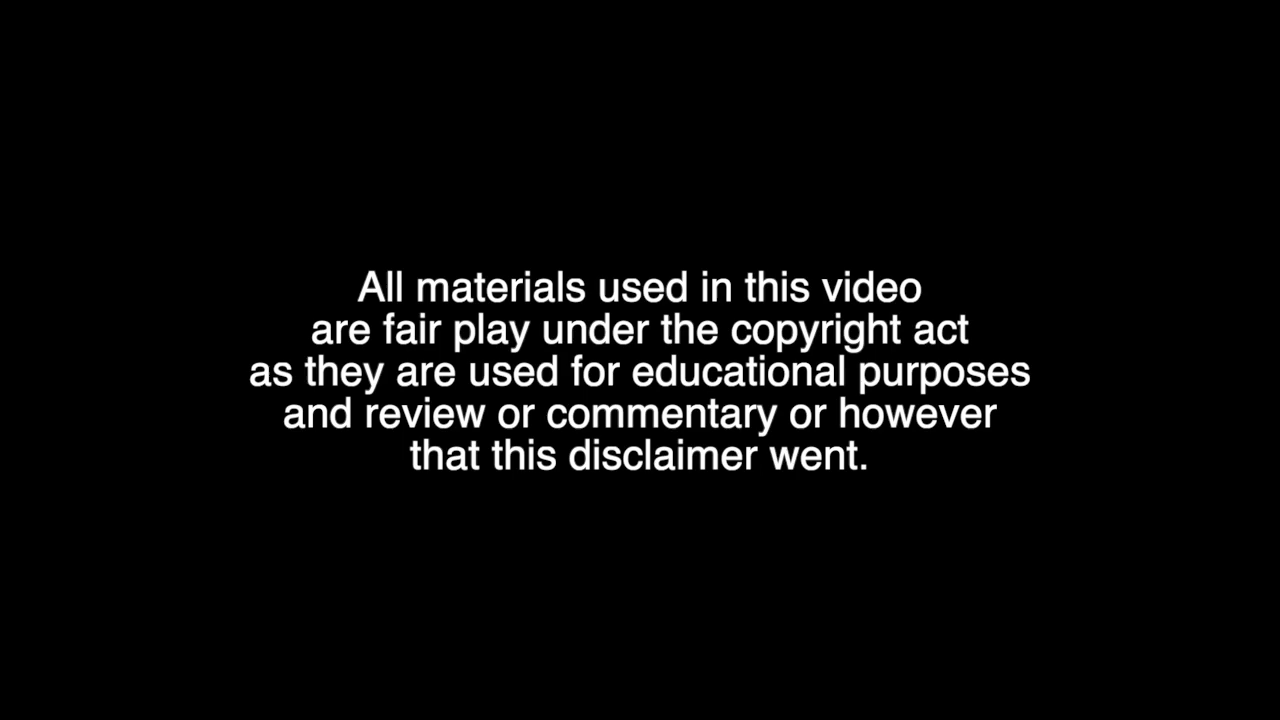 All materials used in this video
are fair play under the copyright act
as they are used for educational purposes
and review or commentary or however
that this disclaimer went.